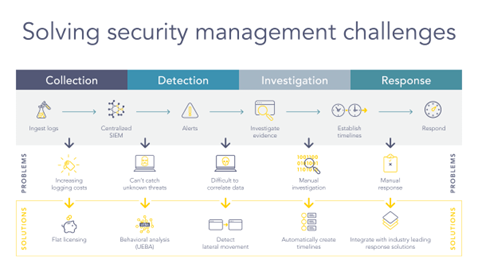 Solving security management challenges
Collection
Detection
Investigation
Response
Ingest logs
Centralized
SIEM
Alerts
Investigate
evidence
Establish
timelines
Respond
PROBLEMS
Increasing
logging costs
Can't catch
unknown threats
Difficult to
correlate data
Manual
investigation
Manual
response
PROBLEMS
SOLUTIONS
Flat licensing
Behavioral analysis
(UEBA)
Detect
lateral movement
Automatically create
timelines
Integrate with industry leading
response solutions
SOLUTIONS